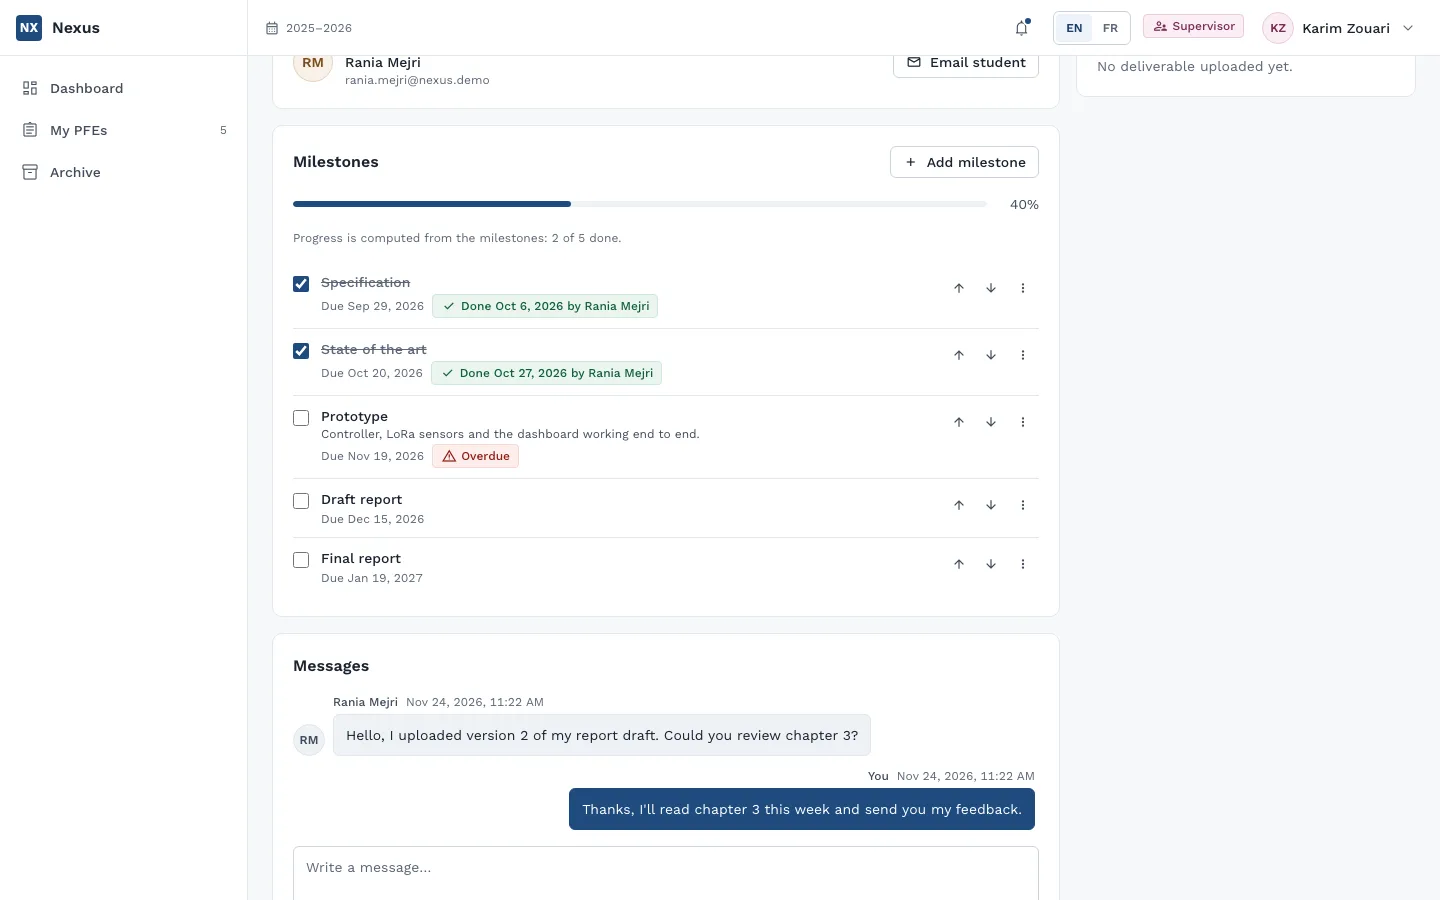 NX Nexus
2025–2026
EN FR
Supervisor
KZ Karim Zouari
Dashboard
My PFEs 5
Archive
RM Rania Mejri
rania.mejri@nexus.demo
Email student
No deliverable uploaded yet.
Milestones
+ Add milestone
40%
Progress is computed from the milestones: 2 of 5 done.
Specification
Due Sep 29, 2026 Done Oct 6, 2026 by Rania Mejri
State of the art
Due Oct 20, 2026 Done Oct 27, 2026 by Rania Mejri
Prototype
Controller, LoRa sensors and the dashboard working end to end.
Due Nov 19, 2026 Overdue
Draft report
Due Dec 15, 2026
Final report
Due Jan 19, 2027
Messages
Rania Mejri Nov 24, 2026, 11:22 AM
RM Hello, I uploaded version 2 of my report draft. Could you review chapter 3?
You Nov 24, 2026, 11:22 AM
Thanks, I'll read chapter 3 this week and send you my feedback.
Write a message...